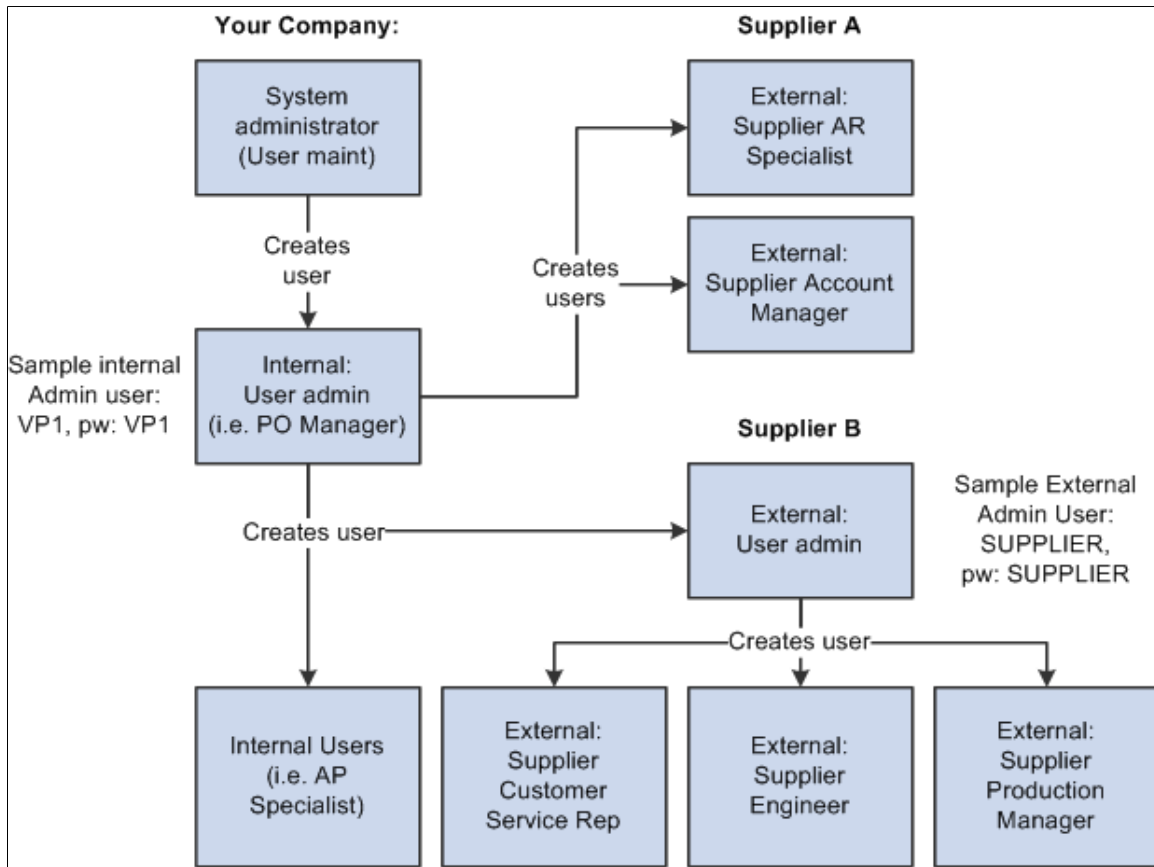 Your Company:
Supplier A
System
administrator
(User maint)
External:
Supplier AR
Specialist
Creates
user
Creates
users
External:
Supplier Account
Manager
Sample internal
Admin user:
VP1, pw: VP1
Internal:
User admin
(i.e. PO Manager)
Supplier B
Creates user
External:
User admin
Sample External
Admin User:
SUPPLIER,
pw: SUPPLIER
Creates user
Internal Users
(i.e. AP
Specialist)
External:
Supplier
Customer
Service Rep
External:
Supplier
Engineer
External:
Supplier
Production
Manager